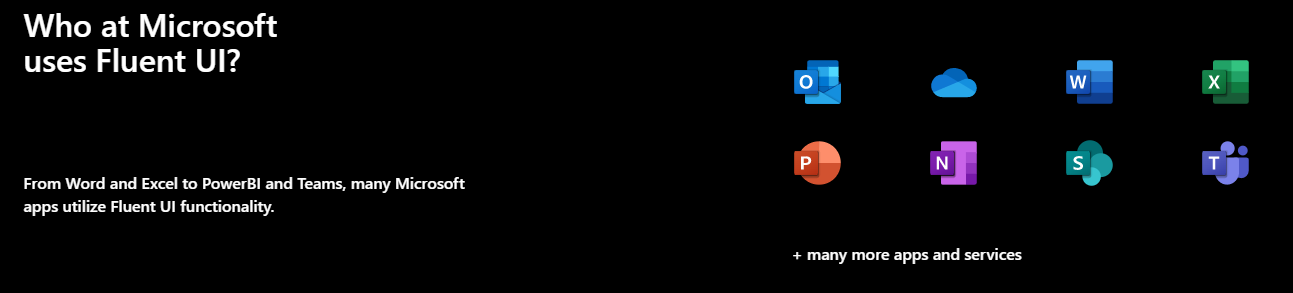 Who at Microsoft
uses Fluent UI?
O
W
X
P
N
S
T
From Word and Excel to PowerBI and Teams, many Microsoft
apps utilize Fluent UI functionality.
+ many more apps and services